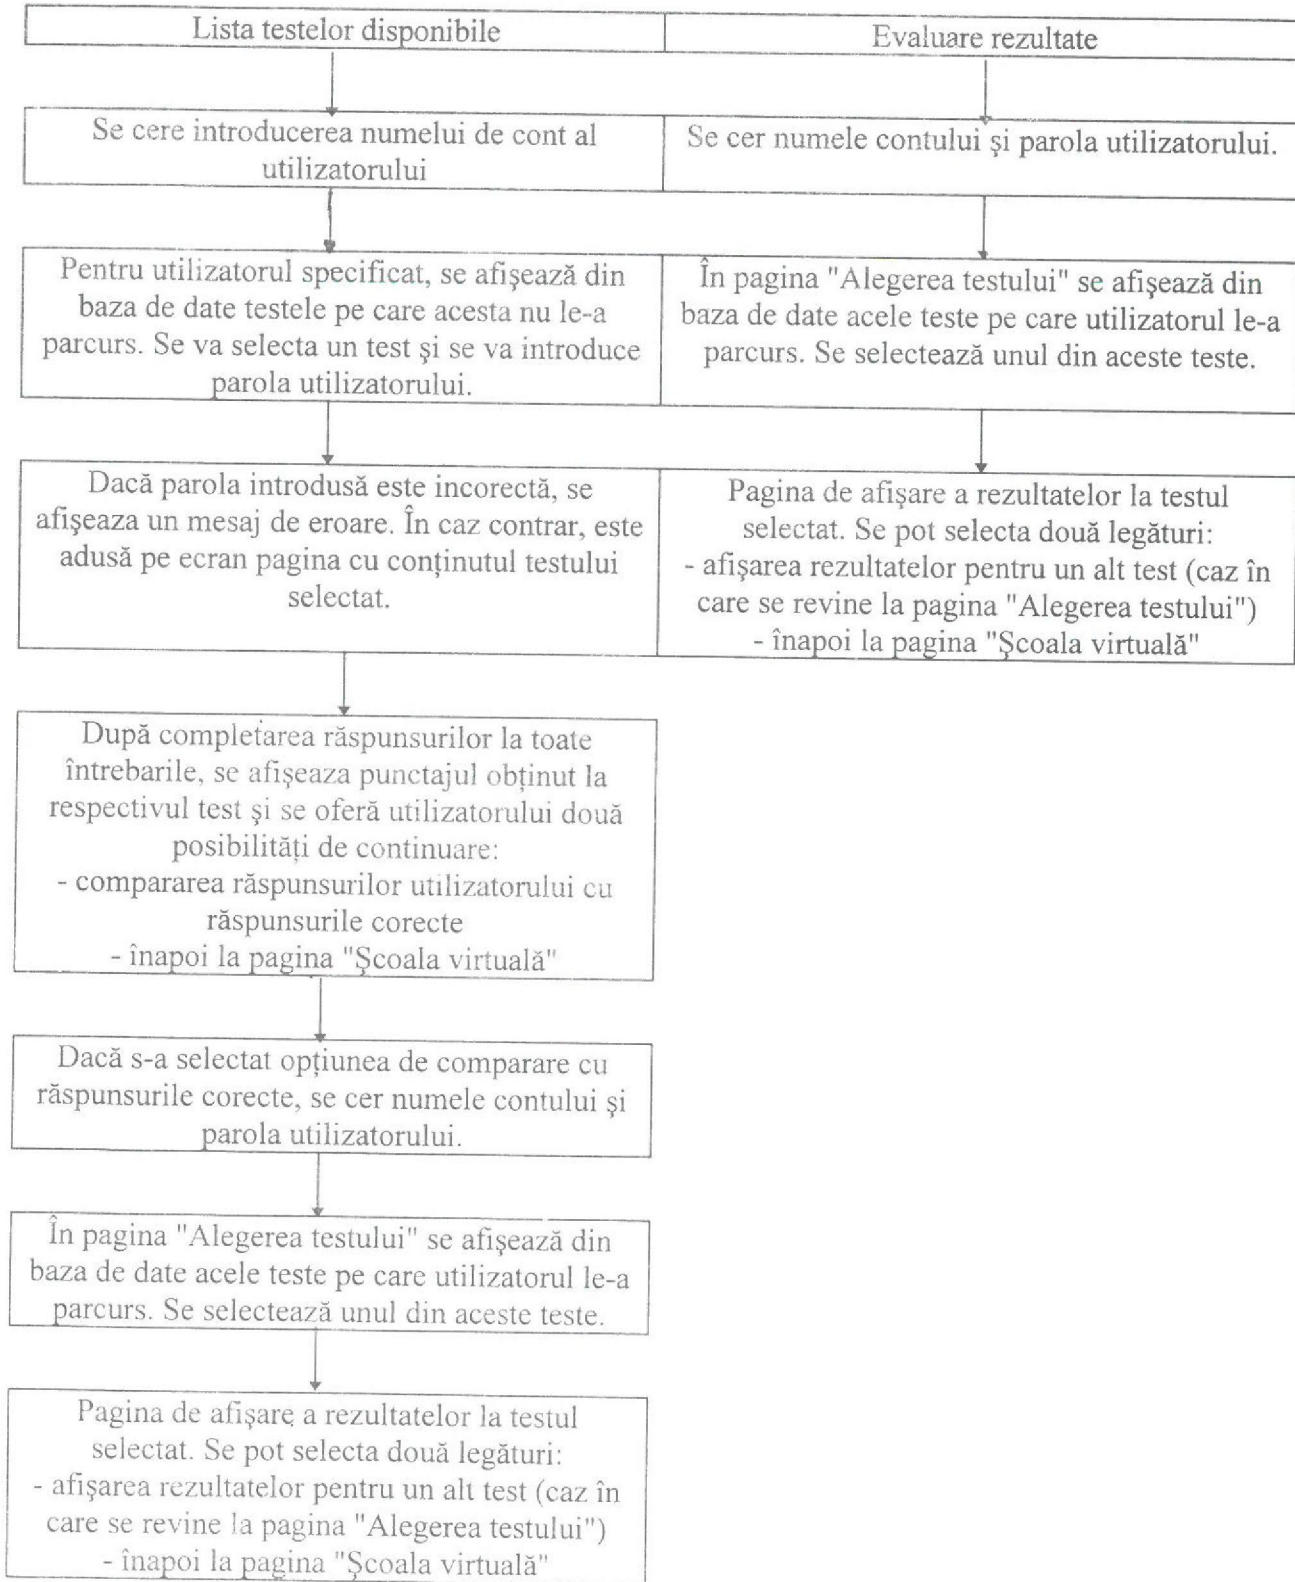 Lista testelor disponibile
Evaluare rezultate
Se cere introducerea numelui de cont al
utilizatorului
Se cer numele contului şi parola utilizatorului.
Pentru utilizatorul specificat, se afişează din
baza de date testele pe care acesta nu le-a
parcurs. Se va selecta un test şi se va introduce
parola utilizatorului.
În pagina "Alegerea testului" se afişează din
baza de date acele teste pe care utilizatorul le-a
parcurs. Se selectează unul din aceste teste.
Dacă parola introdusă este incorectă, se
afişeaza un mesaj de eroare. În caz contrar, este
adusă pe ecran pagina cu conţinutul testului
selectat.
Pagina de afişare a rezultatelor la testul
selectat. Se pot selecta două legături:
- afişarea rezultatelor pentru un alt test (caz în
care se revine la pagina "Alegerea testului")
- înapoi la pagina "Şcoala virtuală"
După completarea răspunsurilor la toate
întrebarile, se afişeaza punctajul obţinut la
respectivul test şi se oferă utilizatorului două
posibilităţi de continuare:
- compararea răspunsurilor utilizatorului cu
răspunsurile corecte
- înapoi la pagina "Şcoala virtuală"
Dacă s-a selectat opţiunea de comparare cu
răspunsurile corecte, se cer numele contului şi
parola utilizatorului.
În pagina "Alegerea testului" se afişează din
baza de date acele teste pe care utilizatorul le-a
parcurs. Se selectează unul din aceste teste.
Pagina de afişare a rezultatelor la testul
selectat. Se pot selecta două legături:
- afişarea rezultatelor pentru un alt test (caz în
care se revine la pagina "Alegerea testului")
- înapoi la pagina "Şcoala virtuală"